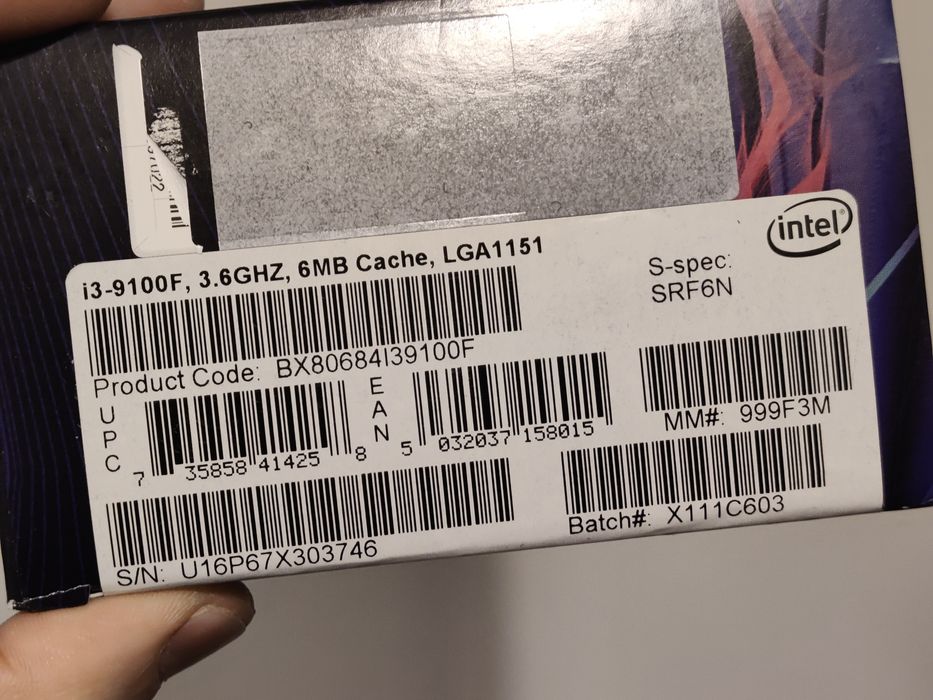 7022
intel®
i3-9100F, 3.6GHZ, 6MB Cache, LGA1151
S-spec:
SRF6N
Product Code: BX80684I39100F
UPC
7 35858 41425 8
EAN
5 032037 158015
MM#: 999F3M
S/N: U16P67X303746
Batch#: X111C603